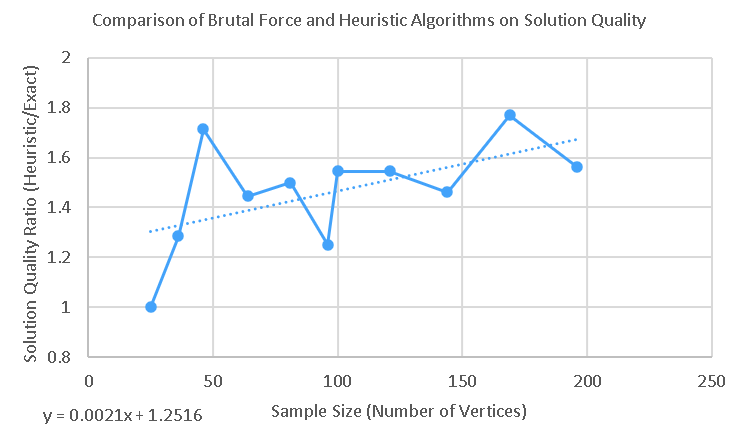 Comparison of Brutal Force and Heuristic Algorithms on Solution Quality
Solution Quality Ratio (Heuristic/Exact)
2
1.8
1.6
1.4
1.2
1
0.8
0 50 100 150 200 250
Sample Size (Number of Vertices)
y = 0.0021x + 1.2516